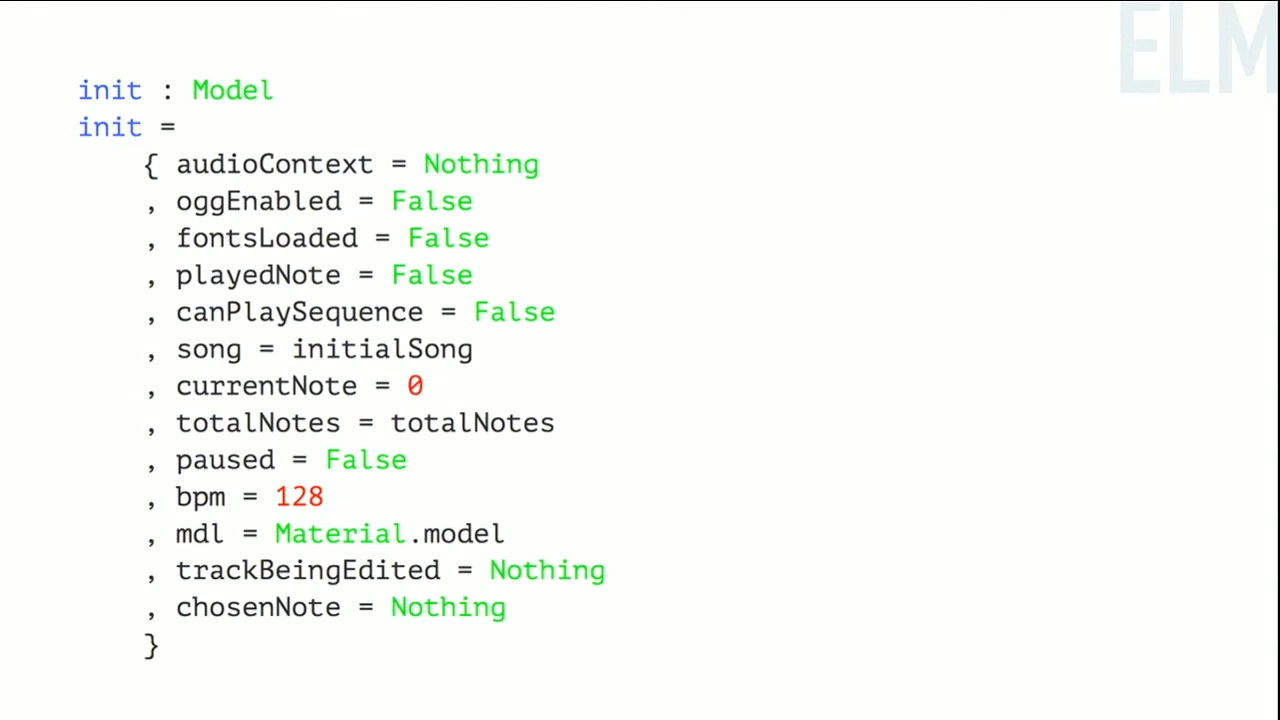 ELM
init : Model
init =
    { audioContext = Nothing
    , oggEnabled = False
    , fontsLoaded = False
    , playedNote = False
    , canPlaySequence = False
    , song = initialSong
    , currentNote = 0
    , totalNotes = totalNotes
    , paused = False
    , bpm = 128
    , mdl = Material.model
    , trackBeingEdited = Nothing
    , chosenNote = Nothing
    }